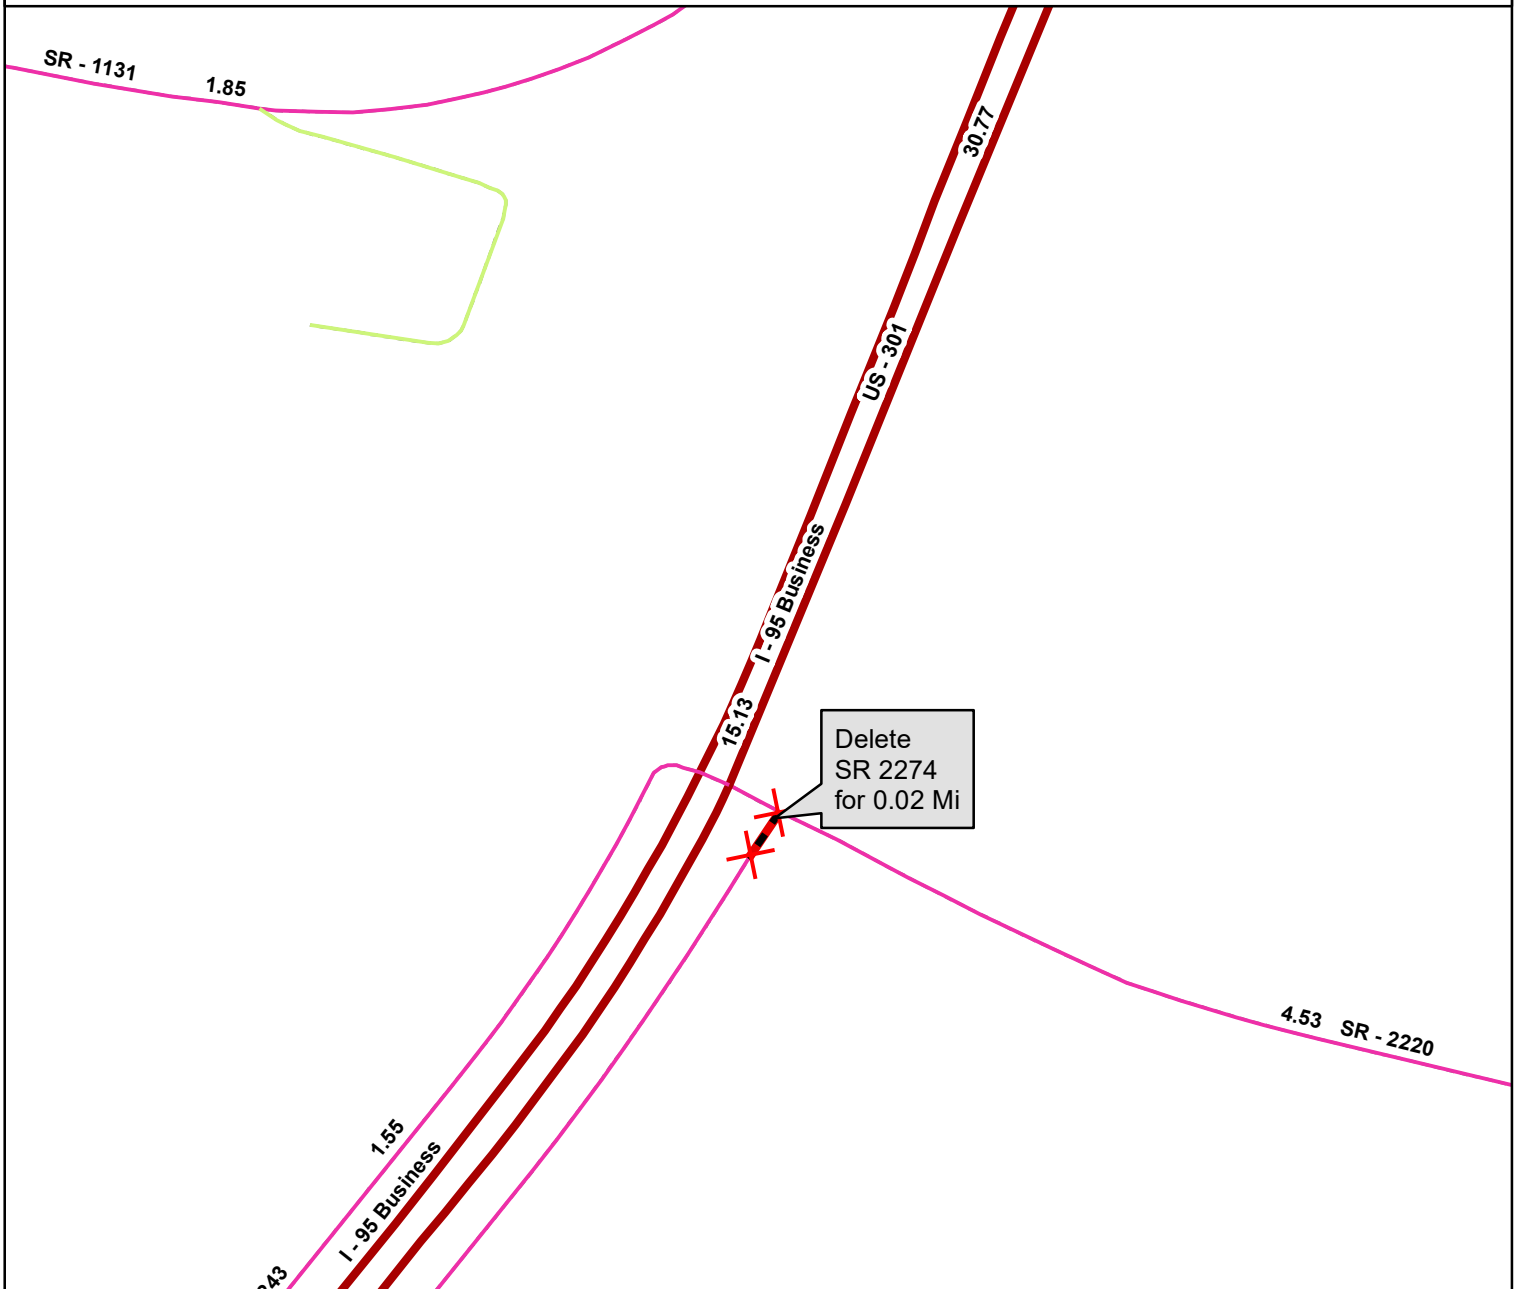 SR - 1131
1.85
30.77
US - 301
I - 95 Business
15.13
Delete
SR 2274
for 0.02 Mi
4.53 SR - 2220
1.55
I - 95 Business